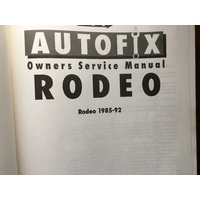 AUTOFIX
Owners Service Manual
RODEO
Rodeo 1985-92